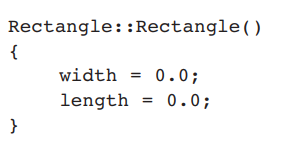 Rectangle::Rectangle()
{
    width = 0.0;
    length = 0.0;
}